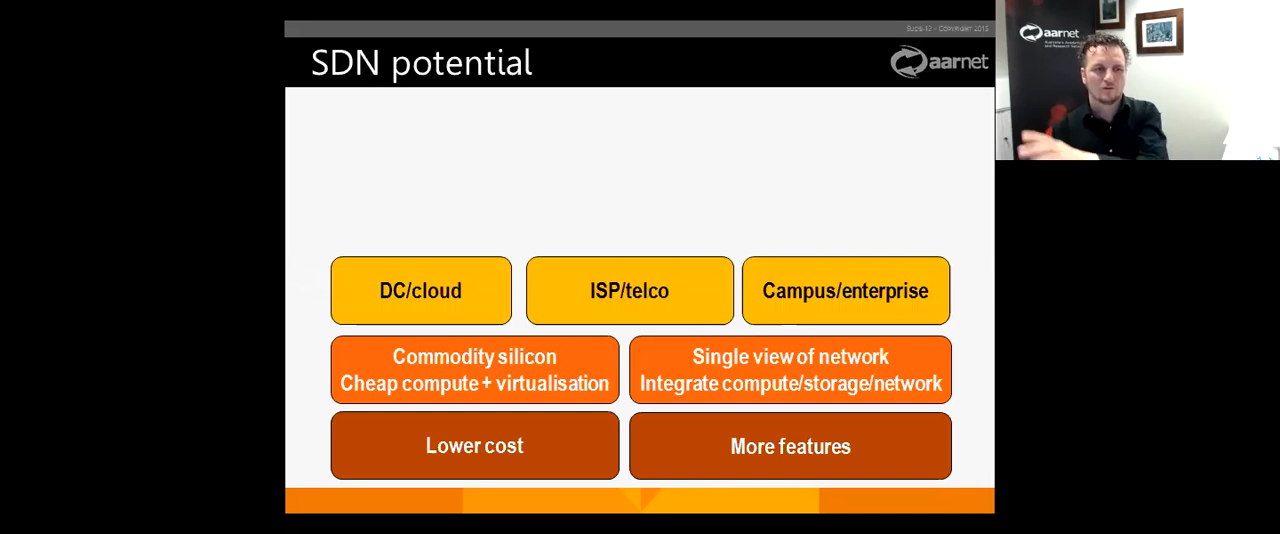 SDN potential
aarnet
aarnet
DC/cloud
ISP/telco
Campus/enterprise
Commodity silicon
Cheap compute + virtualisation
Single view of network
Integrate compute/storage/network
Lower cost
More features